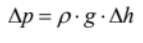 Δp = ρ · g · Δh